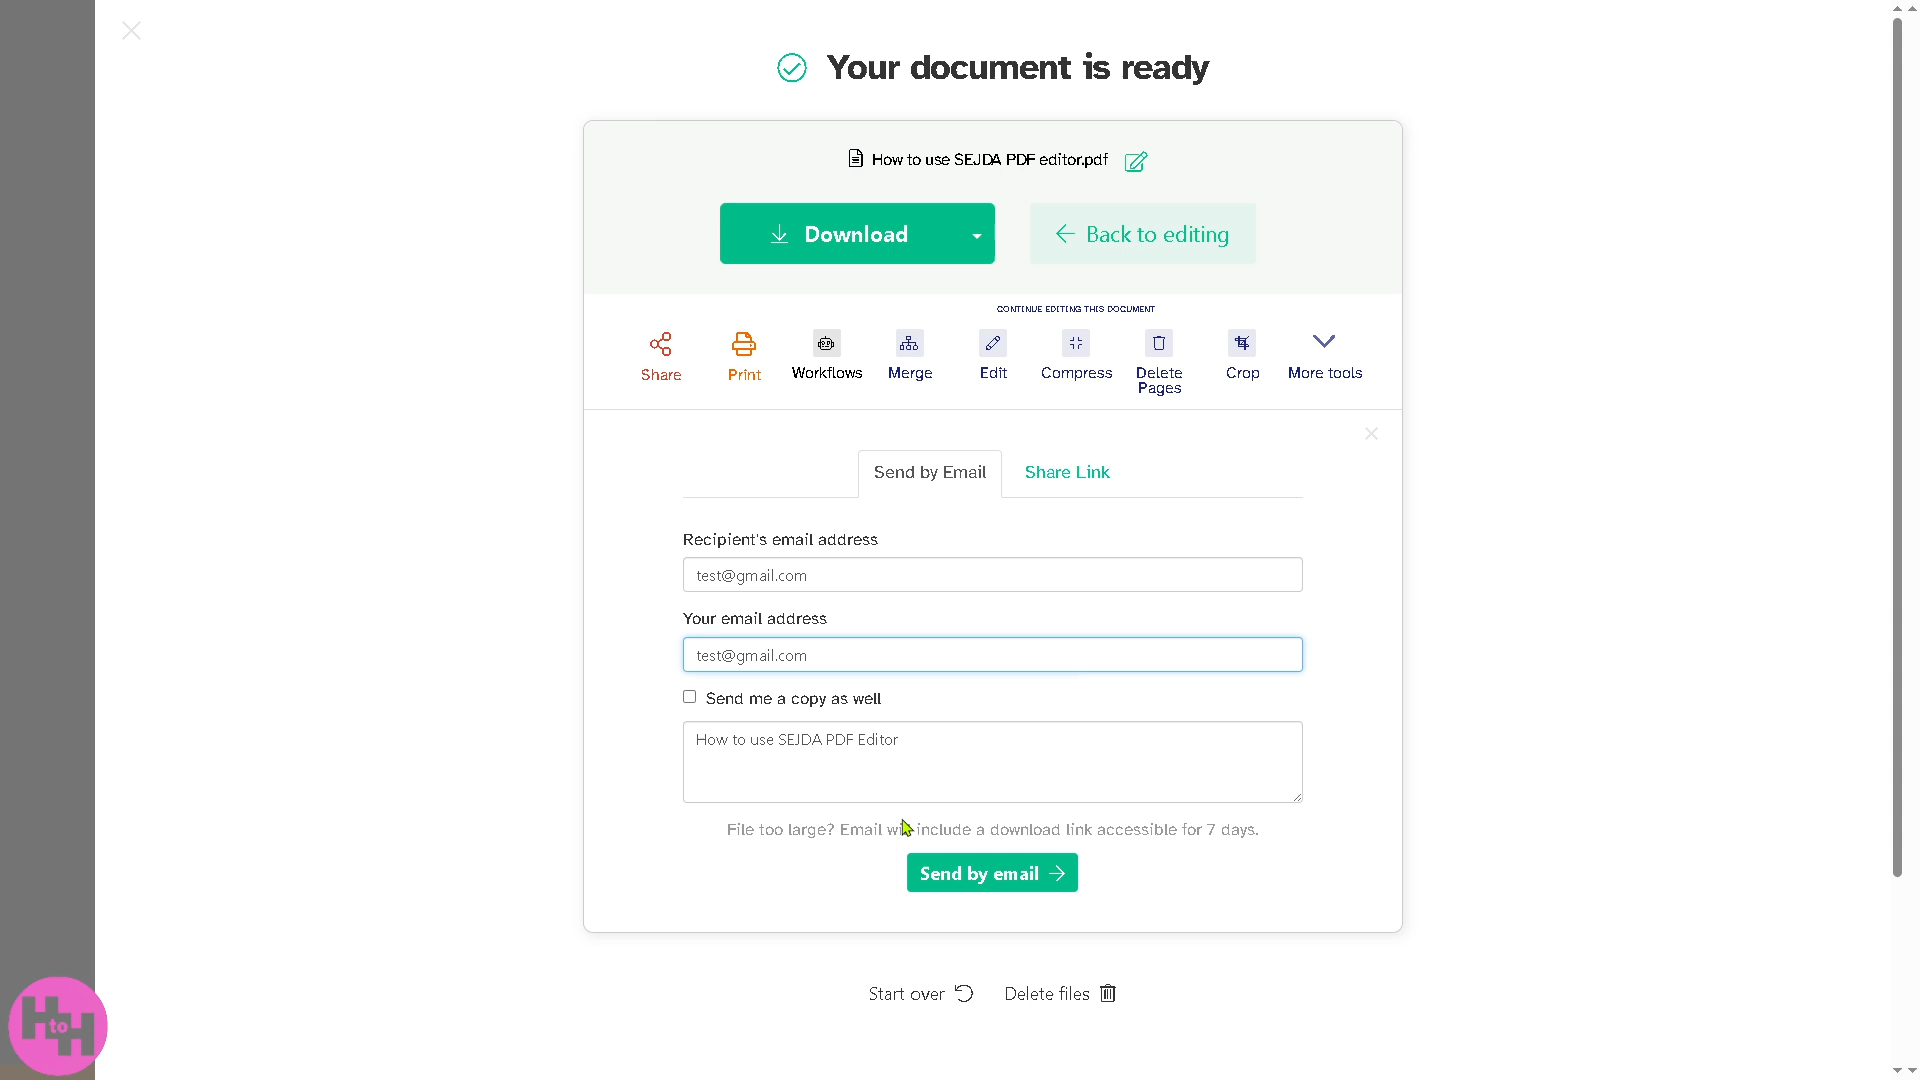 Your document is ready
How to use SEJDA PDF editor.pdf
Download
Back to editing
CONTINUE EDITING THIS DOCUMENT
Share
Print
Workflows
Merge
Edit
Compress
Delete
Pages
Crop
More tools
Send by Email
Share Link
Recipient's email address
test@gmail.com
Your email address
test@gmail.com
Send me a copy as well
How to use SEJDA PDF Editor
File too large? Email will include a download link accessible for 7 days.
Send by email
Start over
Delete files
H to H